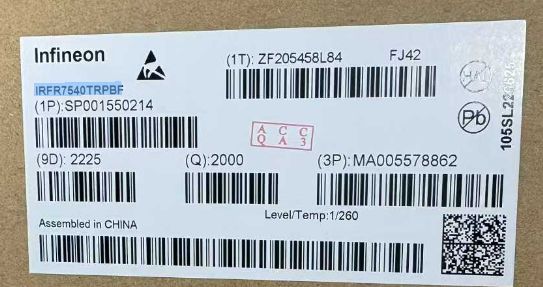 Infineon
(1T): ZF205458L84 FJ42
IRFR7540TRPBF
(1P): SP001550214
Pb
A C C
Q A 3
(9D): 2225 (Q):2000 (3P): MA005578862
Level/Temp:1/260
Assembled in CHINA